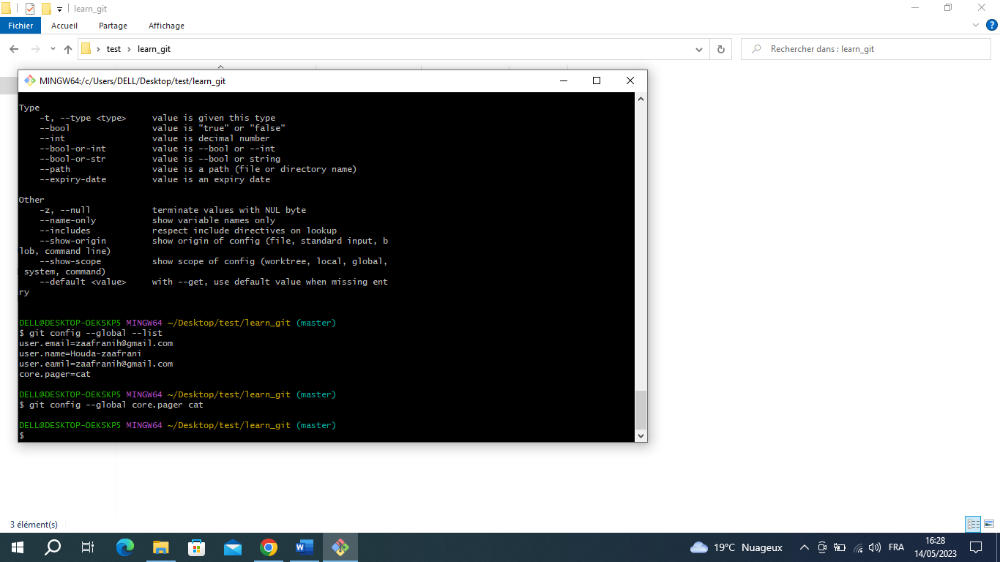 learn_git
Fichier Accueil Partage Affichage
test learn_git Rechercher dans : learn_git
MINGW64:/c/Users/DELL/Desktop/test/learn_git
Type
-t, --type <type> value is given this type
--bool value is "true" or "false"
--int value is decimal number
--bool-or-int value is --bool or --int
--bool-or-str value is --bool or string
--path value is a path (file or directory name)
--expiry-date value is an expiry date
Other
-z, --null terminate values with NUL byte
--name-only show variable names only
--includes respect include directives on lookup
--show-origin show origin of config (file, standard input, b
lob, command line)
--show-scope show scope of config (worktree, local, global,
system, command)
--default <value> with --get, use default value when missing ent
ry
DELL@DESKTOP-OEKSKP5 MINGW64 ~/Desktop/test/learn_git (master)
$ git config --global --list
user.email=zaafranih@gmail.com
user.name=Houda-zaafrani
user.eamil=zaafranih@gmail.com
core.pager=cat
DELL@DESKTOP-OEKSKP5 MINGW64 ~/Desktop/test/learn_git (master)
$ git config --global core.pager cat
DELL@DESKTOP-OEKSKP5 MINGW64 ~/Desktop/test/learn_git (master)
$
3 élément(s)
19°C Nuageux FRA 16:28
14/05/2023